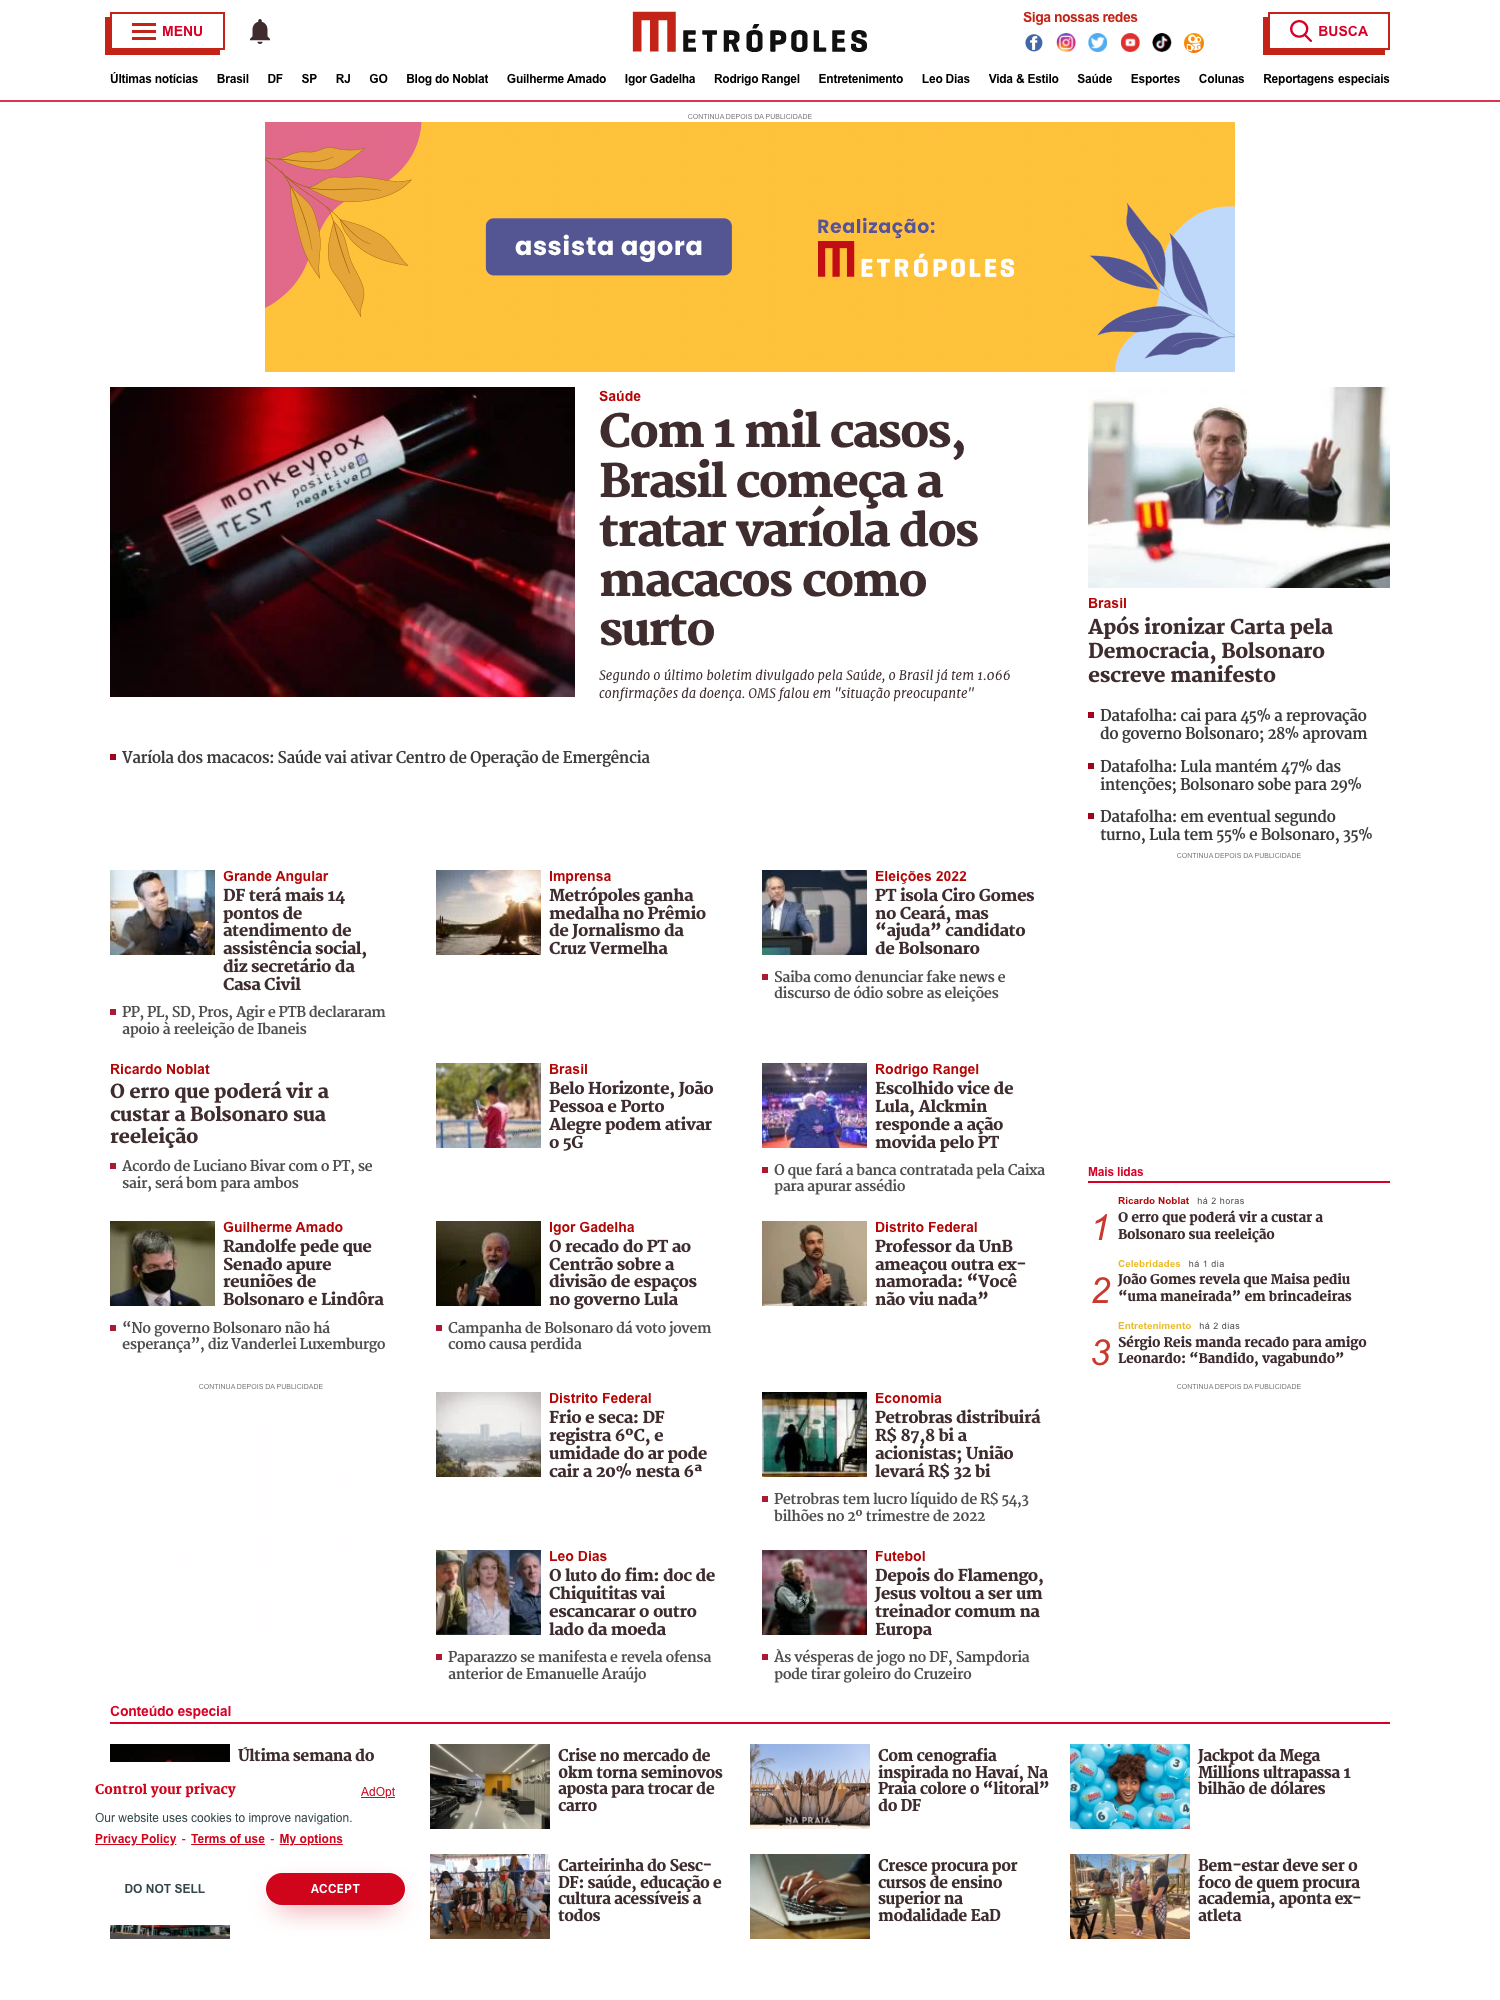 MENU
METRÓPOLES
Siga nossas redes
BUSCA
Últimas notícias Brasil DF SP RJ GO Blog do Noblat Guilherme Amado Igor Gadelha Rodrigo Rangel Entretenimento Leo Dias Vida & Estilo Saúde Esportes Colunas Reportagens especiais
CONTINUA DEPOIS DA PUBLICIDADE
assista agora
Realização:
METRÓPOLES
monkeypox
positive
negative
TEST
Saúde
Com 1 mil casos,
Brasil começa a
tratar varíola dos
macacos como
surto
Segundo o último boletim divulgado pela Saúde, o Brasil já tem 1.066
confirmações da doença. OMS falou em "situação preocupante"
Varíola dos macacos: Saúde vai ativar Centro de Operação de Emergência
Brasil
Após ironizar Carta pela
Democracia, Bolsonaro
escreve manifesto
Datafolha: cai para 45% a reprovação
do governo Bolsonaro; 28% aprovam
Datafolha: Lula mantém 47% das
intenções; Bolsonaro sobe para 29%
Datafolha: em eventual segundo
turno, Lula tem 55% e Bolsonaro, 35%
CONTINUA DEPOIS DA PUBLICIDADE
Grande Angular
DF terá mais 14
pontos de
atendimento de
assistência social,
diz secretário da
Casa Civil
PP, PL, SD, Pros, Agir e PTB declararam
apoio à reeleição de Ibaneis
Imprensa
Metrópoles ganha
medalha no Prêmio
de Jornalismo da
Cruz Vermelha
Eleições 2022
PT isola Ciro Gomes
no Ceará, mas
“ajuda” candidato
de Bolsonaro
Saiba como denunciar fake news e
discurso de ódio sobre as eleições
Ricardo Noblat
O erro que poderá vir a
custar a Bolsonaro sua
reeleição
Acordo de Luciano Bivar com o PT, se
sair, será bom para ambos
Brasil
Belo Horizonte, João
Pessoa e Porto
Alegre podem ativar
o 5G
Rodrigo Rangel
Escolhido vice de
Lula, Alckmin
responde a ação
movida pelo PT
O que fará a banca contratada pela Caixa
para apurar assédio
Guilherme Amado
Randolfe pede que
Senado apure
reuniões de
Bolsonaro e Lindôra
“No governo Bolsonaro não há
esperança”, diz Vanderlei Luxemburgo
Igor Gadelha
O recado do PT ao
Centrão sobre a
divisão de espaços
no governo Lula
Campanha de Bolsonaro dá voto jovem
como causa perdida
Distrito Federal
Professor da UnB
ameaçou outra ex-
namorada: “Você
não viu nada”
Mais lidas
1
Ricardo Noblat há 2 horas
O erro que poderá vir a custar a
Bolsonaro sua reeleição
2
Celebridades há 1 dia
João Gomes revela que Maisa pediu
“uma maneirada” em brincadeiras
3
Entretenimento há 2 dias
Sérgio Reis manda recado para amigo
Leonardo: “Bandido, vagabundo”
CONTINUA DEPOIS DA PUBLICIDADE
CONTINUA DEPOIS DA PUBLICIDADE
Distrito Federal
Frio e seca: DF
registra 6ºC, e
umidade do ar pode
cair a 20% nesta 6ª
Economia
Petrobras distribuirá
R$ 87,8 bi a
acionistas; União
levará R$ 32 bi
Petrobras tem lucro líquido de R$ 54,3
bilhões no 2º trimestre de 2022
Leo Dias
O luto do fim: doc de
Chiquititas vai
escancarar o outro
lado da moeda
Paparazzo se manifesta e revela ofensa
anterior de Emanuelle Araújo
Futebol
Depois do Flamengo,
Jesus voltou a ser um
treinador comum na
Europa
Às vésperas de jogo no DF, Sampdoria
pode tirar goleiro do Cruzeiro
Conteúdo especial
Última semana do
Crise no mercado de
0km torna seminovos
aposta para trocar de
carro
NA PRAIA
Com cenografia
inspirada no Havaí, Na
Praia colore o “litoral”
do DF
Jackpot da Mega
Millions ultrapassa 1
bilhão de dólares
Control your privacy
AdOpt
Our website uses cookies to improve navigation.
Privacy Policy - Terms of use - My options
DO NOT SELL
ACCEPT
Carteirinha do Sesc-
DF: saúde, educação e
cultura acessíveis a
todos
Cresce procura por
cursos de ensino
superior na
modalidade EaD
Bem-estar deve ser o
foco de quem procura
academia, aponta ex-
atleta